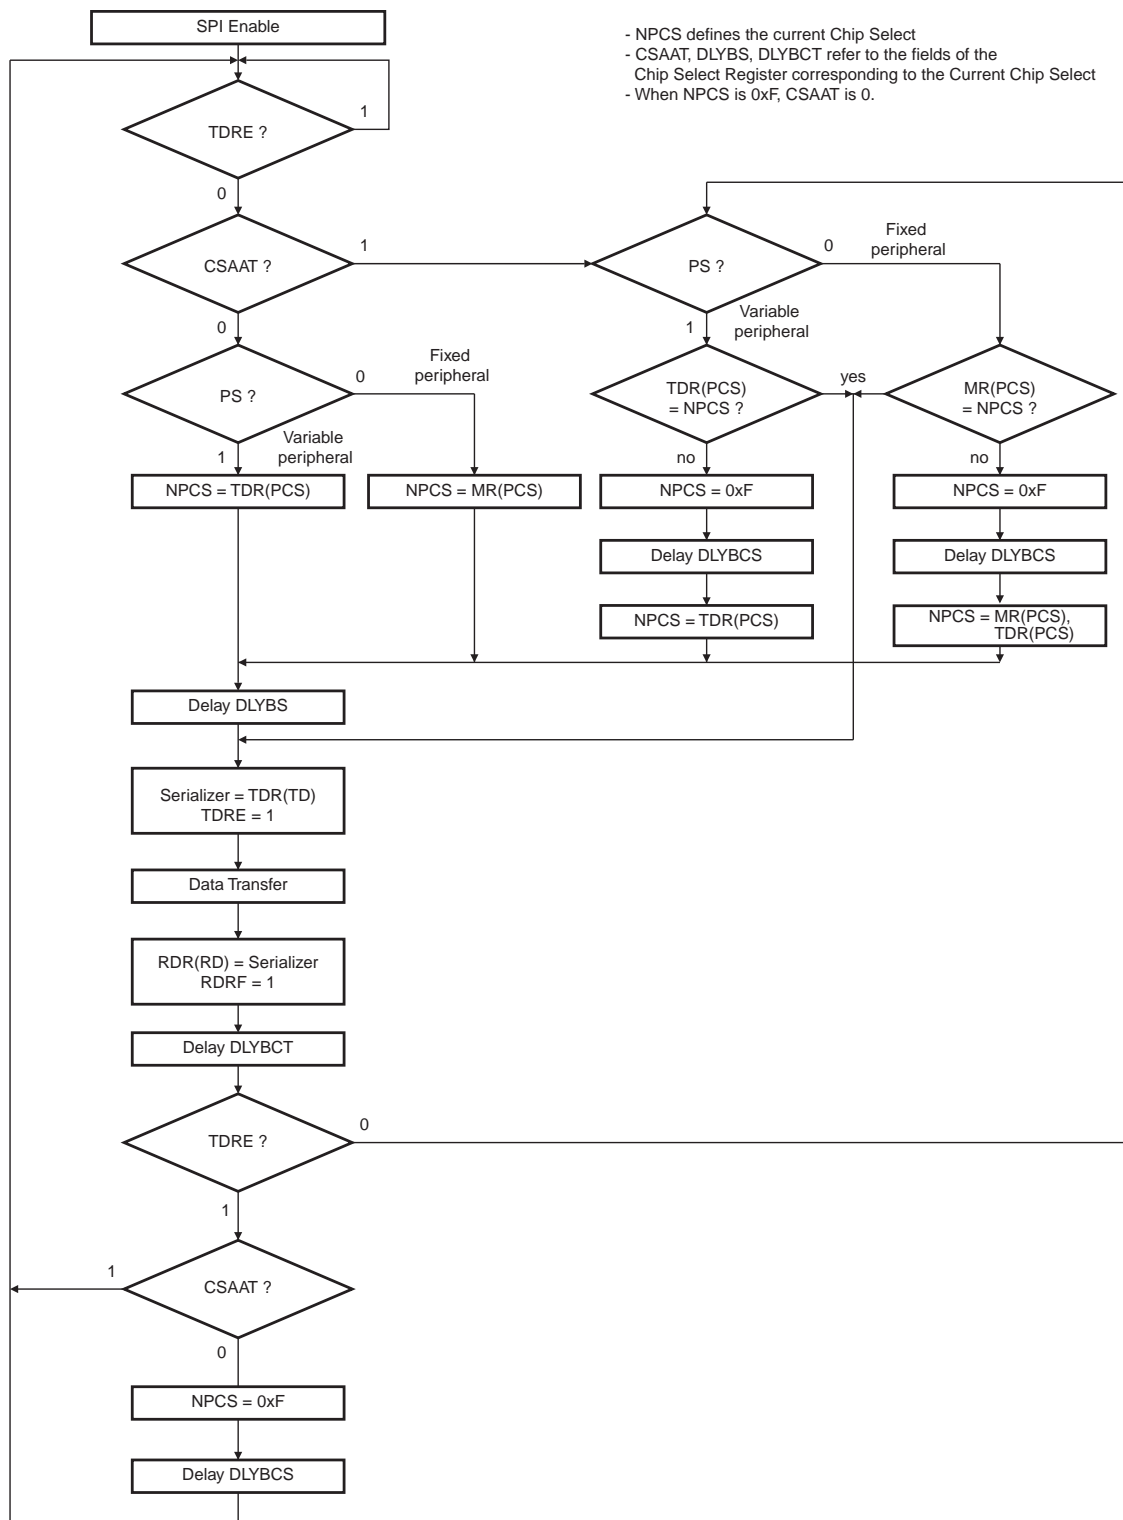 SPI Enable
- NPCS defines the current Chip Select
- CSAAT, DLYBS, DLYBCT refer to the fields of the
Chip Select Register corresponding to the Current Chip Select
- When NPCS is 0xF, CSAAT is 0.
TDRE ?
1
0
CSAAT ?
1
PS ?
0
Fixed
peripheral
0
1
Variable
peripheral
PS ?
0
Fixed
peripheral
TDR(PCS)
= NPCS ?
yes
MR(PCS)
= NPCS ?
1
Variable
peripheral
no
no
NPCS = TDR(PCS)
NPCS = MR(PCS)
NPCS = 0xF
NPCS = 0xF
Delay DLYBCS
Delay DLYBCS
NPCS = TDR(PCS)
NPCS = MR(PCS),
TDR(PCS)
Delay DLYBS
Serializer = TDR(TD)
TDRE = 1
Data Transfer
RDR(RD) = Serializer
RDRF = 1
Delay DLYBCT
TDRE ?
0
1
CSAAT ?
1
0
NPCS = 0xF
Delay DLYBCS